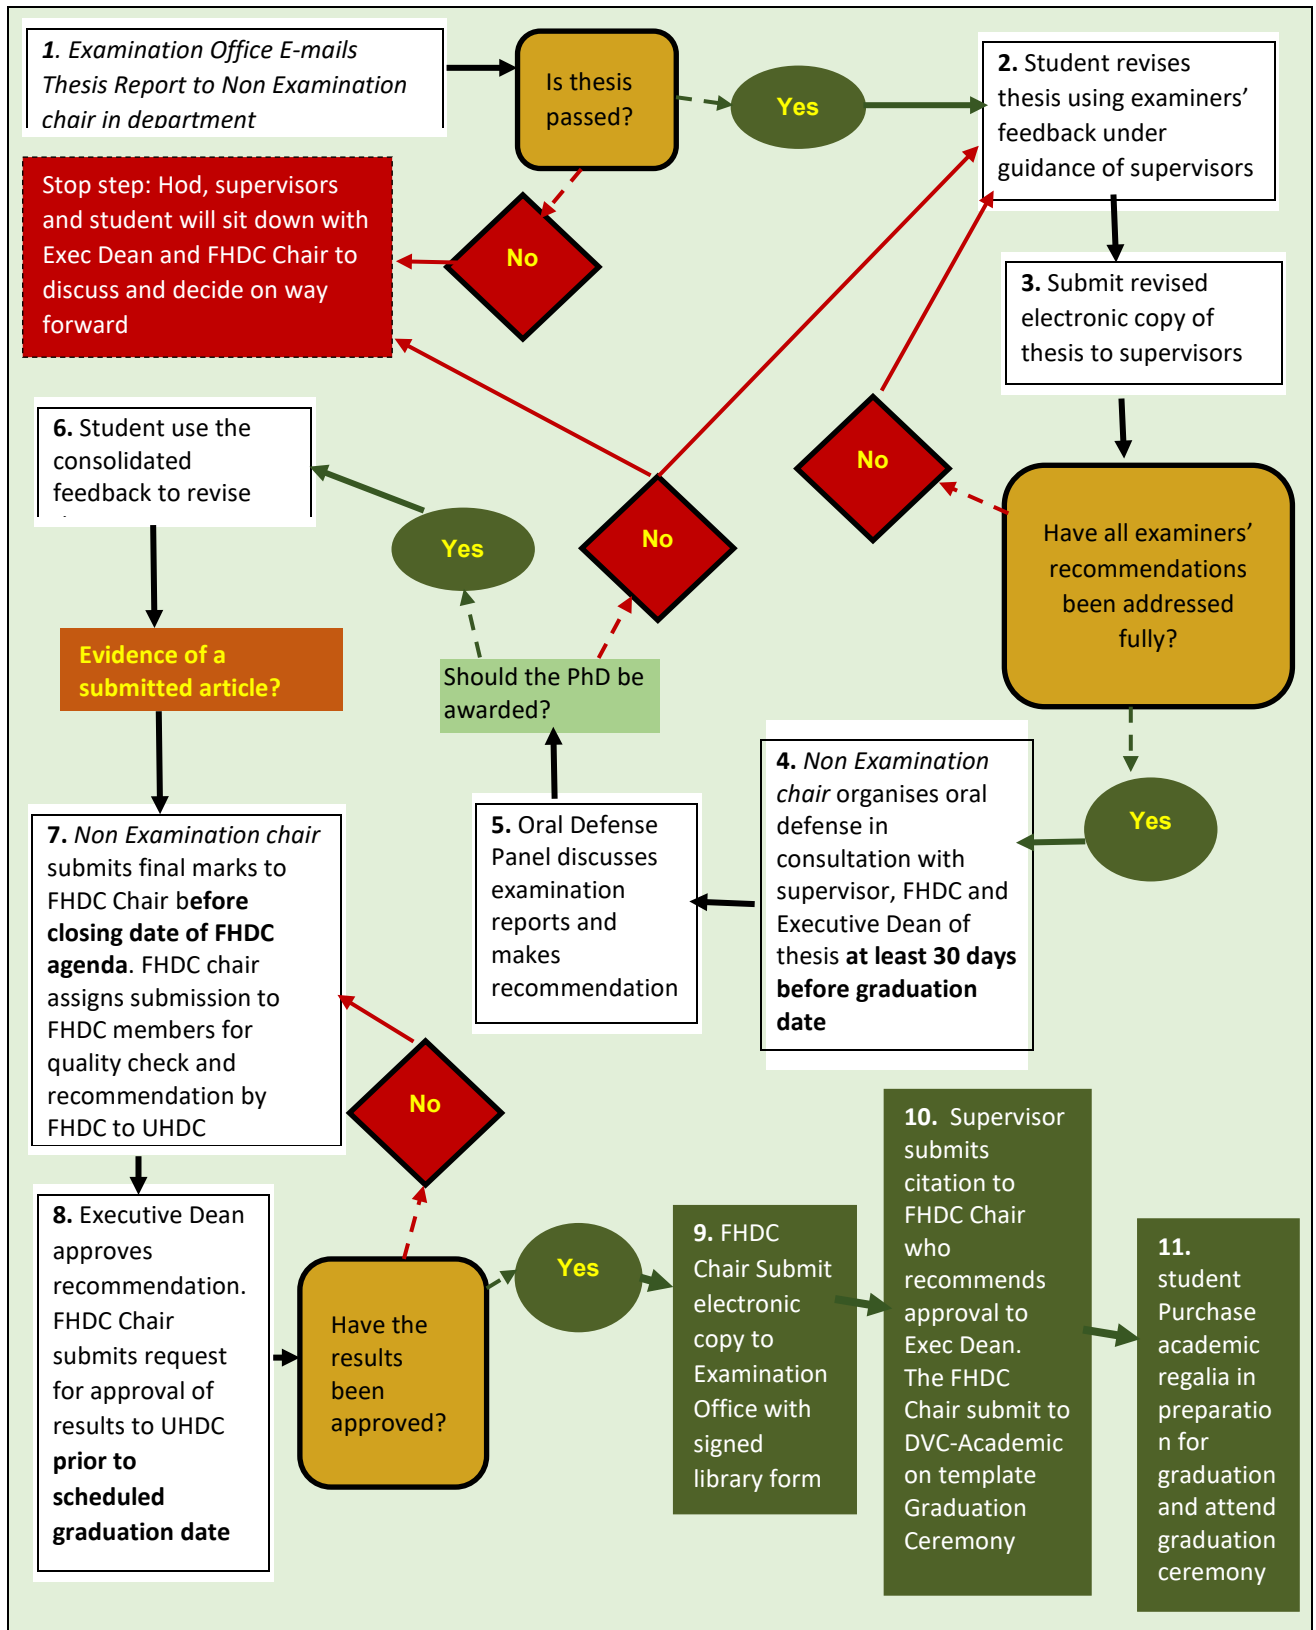 1. Examination Office E-mails
Thesis Report to Non Examination
chair in department
Is thesis
passed?
Yes
2. Student revises
thesis using examiners’
feedback under
guidance of supervisors
Stop step: Hod, supervisors
and student will sit down with
Exec Dean and FHDC Chair to
discuss and decide on way
forward
No
3. Submit revised
electronic copy of
thesis to supervisors
6. Student use the
consolidated
feedback to revise
Yes
No
No
Have all examiners’
recommendations
been addressed
fully?
Evidence of a
submitted article?
Should the PhD be
awarded?
Yes
4. Non Examination
chair organises oral
defense in
consultation with
supervisor, FHDC and
Executive Dean of
thesis at least 30 days
before graduation
date
5. Oral Defense
Panel discusses
examination
reports and
makes
recommendation
7. Non Examination chair
submits final marks to
FHDC Chair before
closing date of FHDC
agenda. FHDC chair
assigns submission to
FHDC members for
quality check and
recommendation by
FHDC to UHDC
No
8. Executive Dean
approves
recommendation.
FHDC Chair
submits request
for approval of
results to UHDC
prior to
scheduled
graduation date
Have the
results
been
approved?
Yes
9. FHDC
Chair Submit
electronic
copy to
Examination
Office with
signed
library form
10. Supervisor
submits
citation to
FHDC Chair
who
recommends
approval to
Exec Dean.
The FHDC
Chair submit to
DVC-Academic
on template
Graduation
Ceremony
11.
student
Purchase
academic
regalia in
preparatio
n for
graduation
and attend
graduation
ceremony